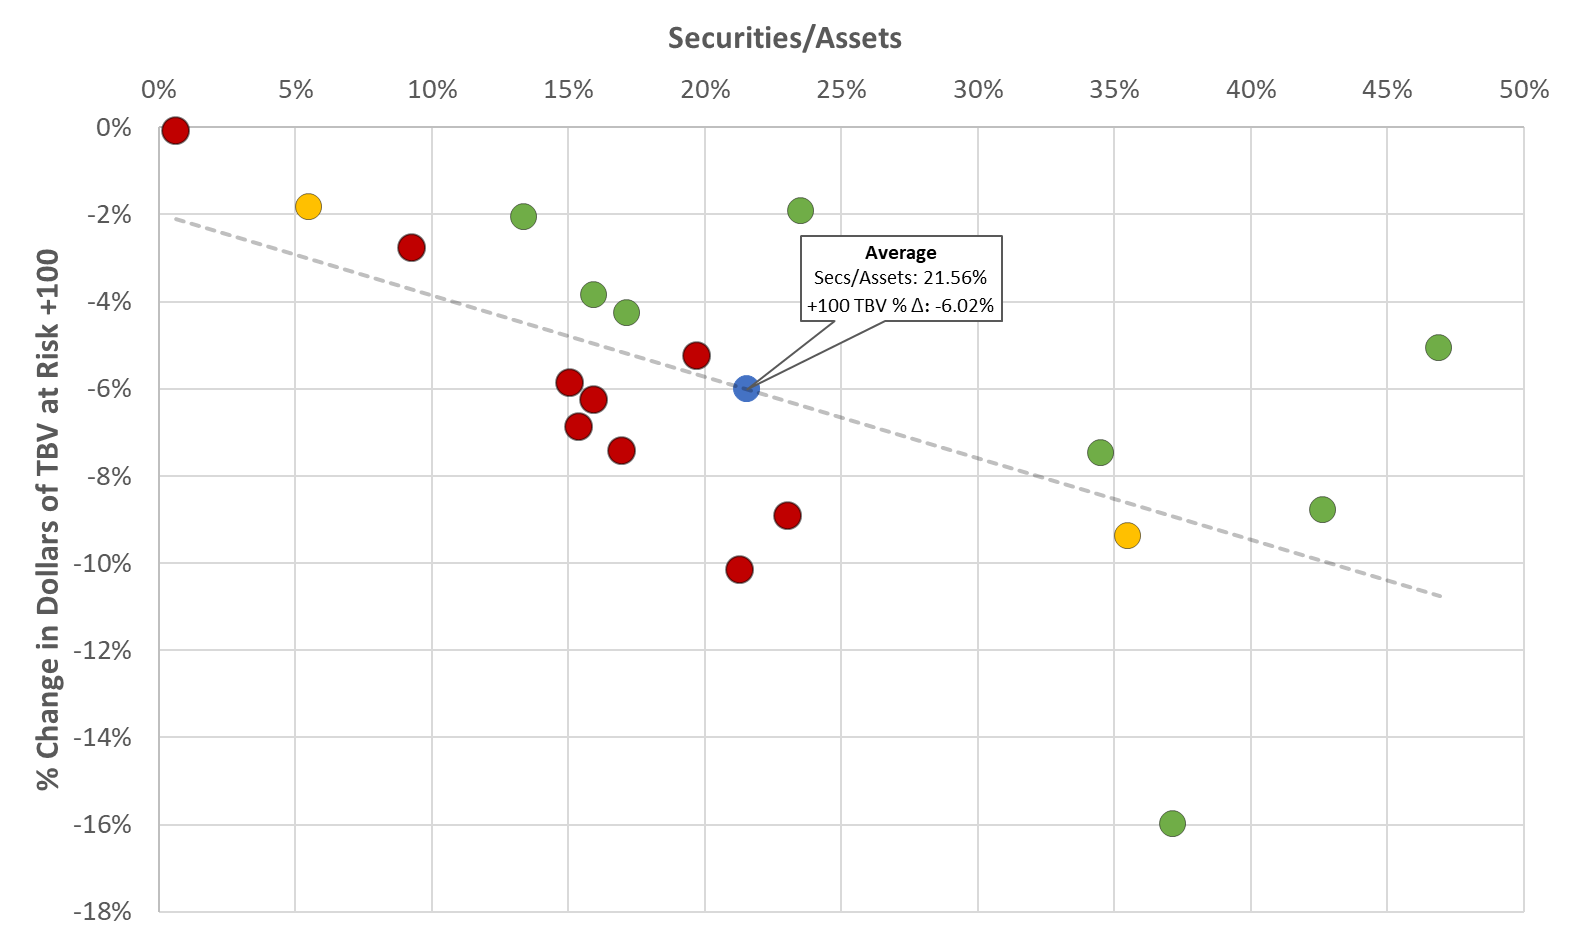 Securities/Assets
0% 5% 10% 15% 20% 25% 30% 35% 40% 45% 50%
% Change in Dollars of TBV at Risk +100
0%
-2%
-4%
-6%
-8%
-10%
-12%
-14%
-16%
-18%
Average
Secs/Assets: 21.56%
+100 TBV % Δ: -6.02%